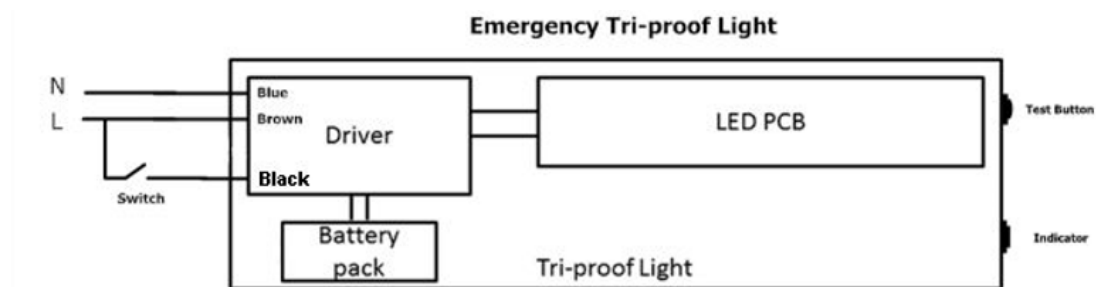 Emergency Tri-proof Light
N
Blue
L
Brown
Driver
LED PCB
Test Button
Black
Switch
Battery
pack
Indicator
Tri-proof Light